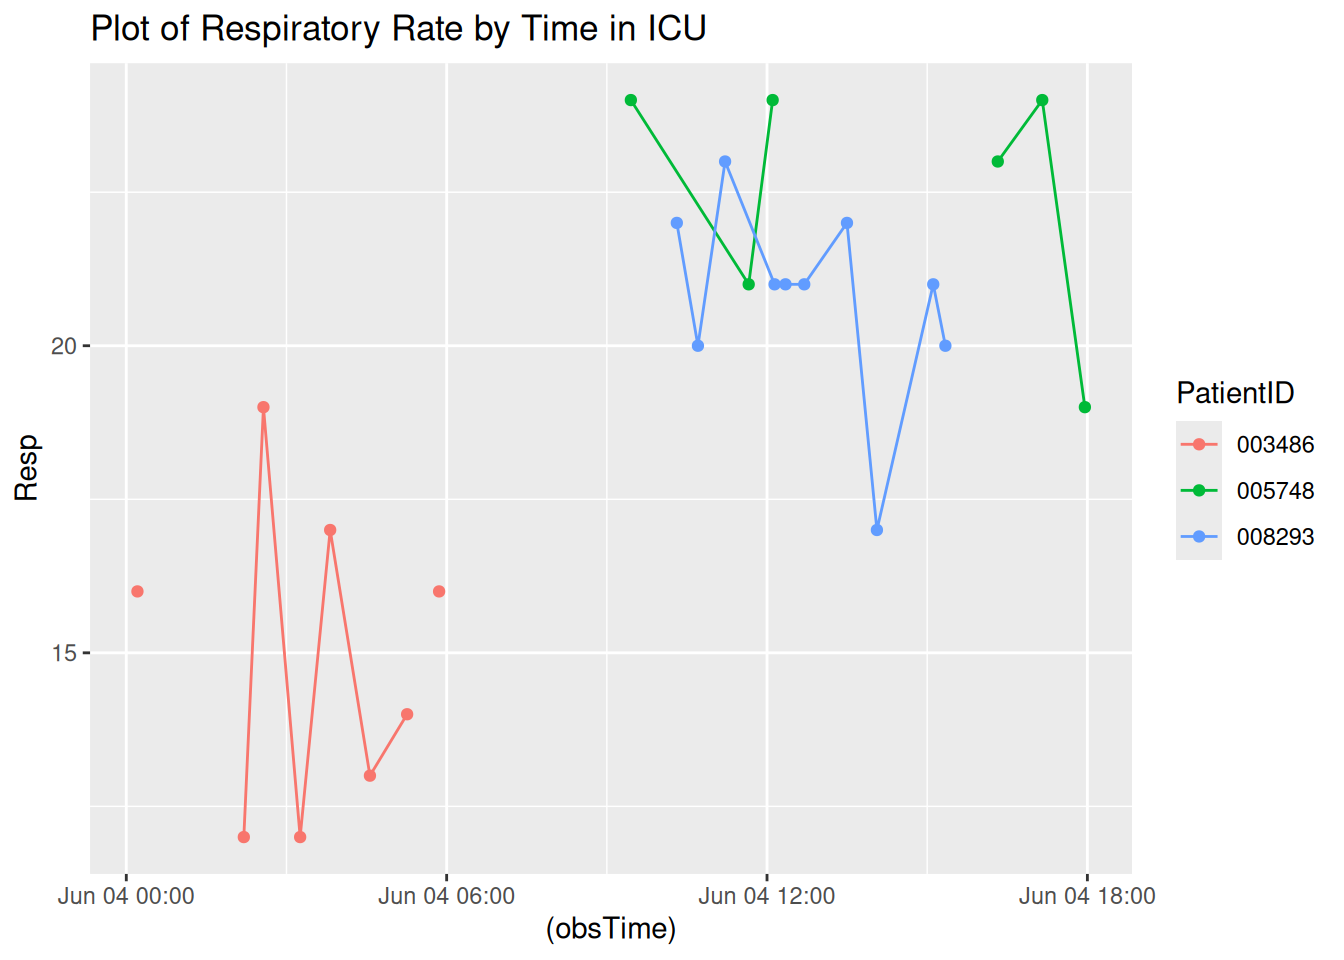 Plot of Respiratory Rate by Time in ICU
Resp
20
15
Jun 04 00:00
Jun 04 06:00
Jun 04 12:00
Jun 04 18:00
(obsTime)
PatientID
003486
005748
008293